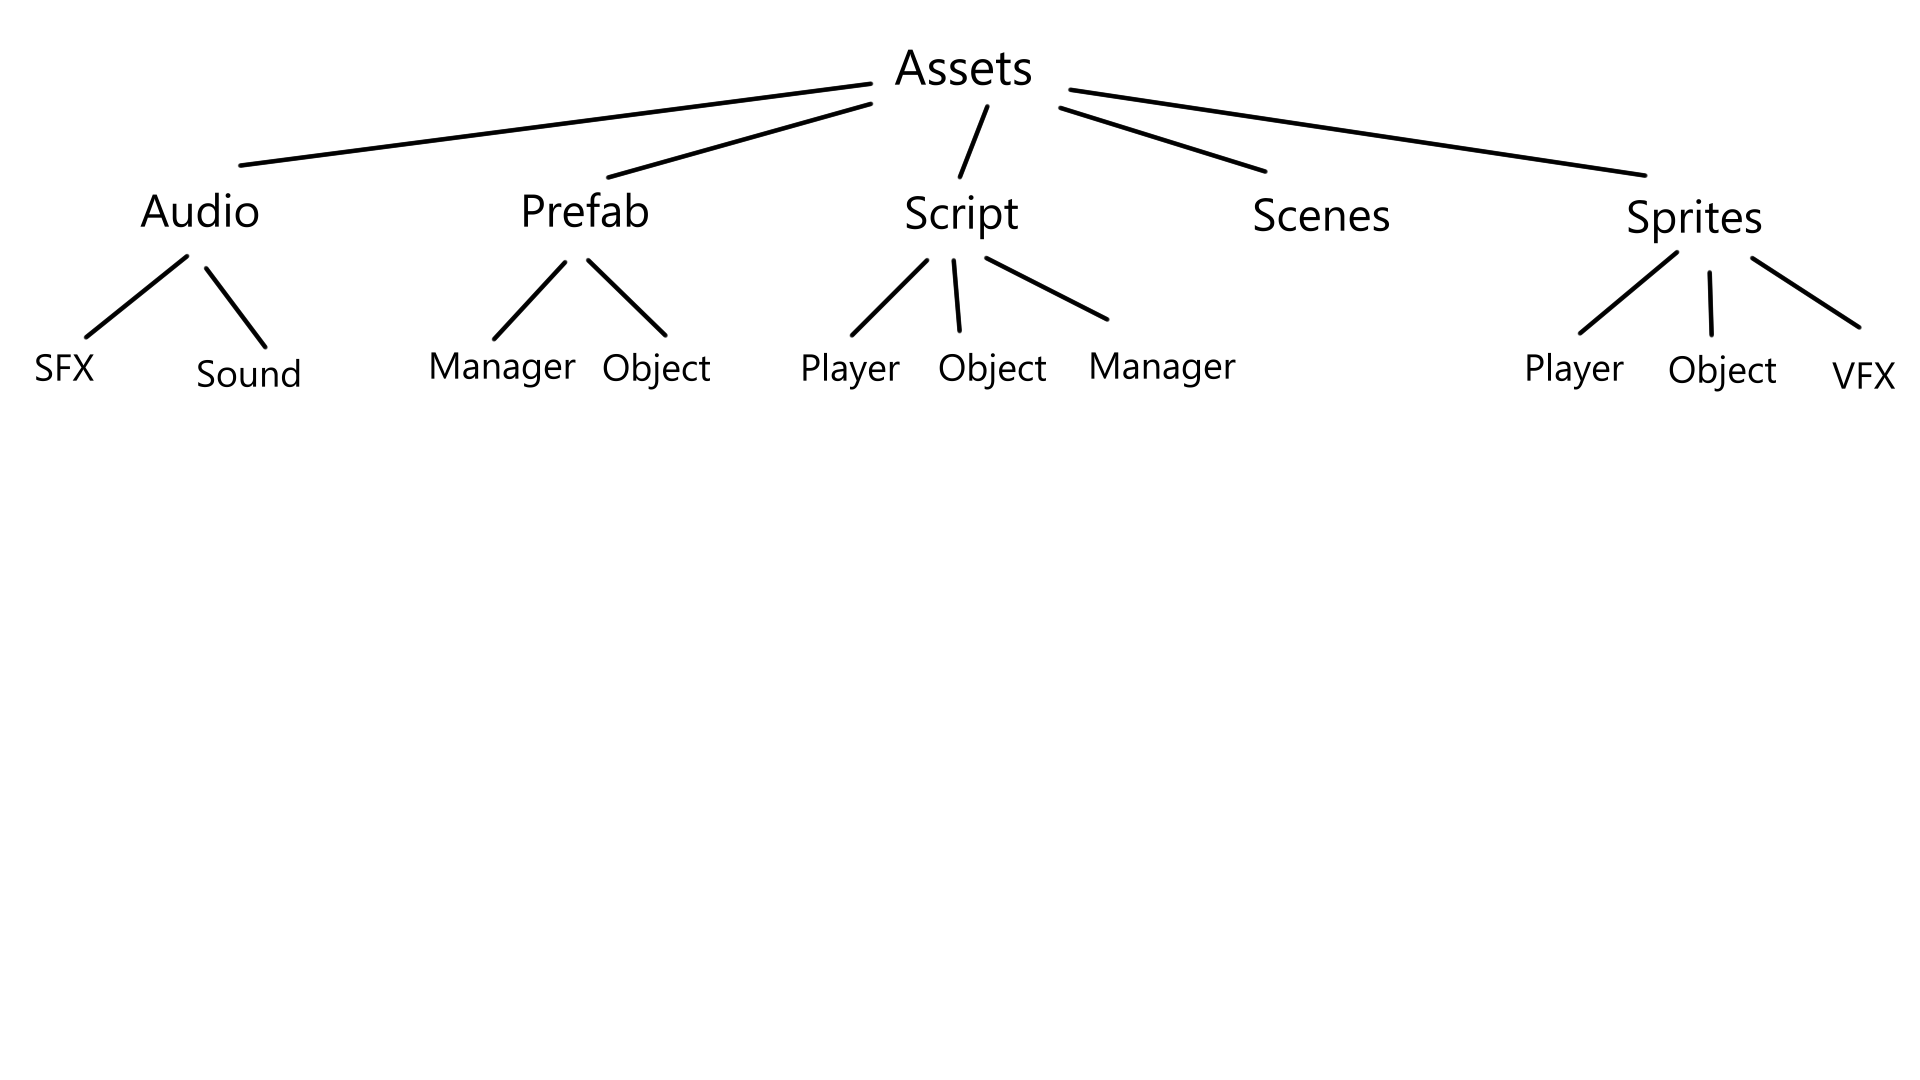 Assets
Audio Prefab Script Scenes Sprites
SFX Sound Manager Object Player Object Manager Player Object VFX